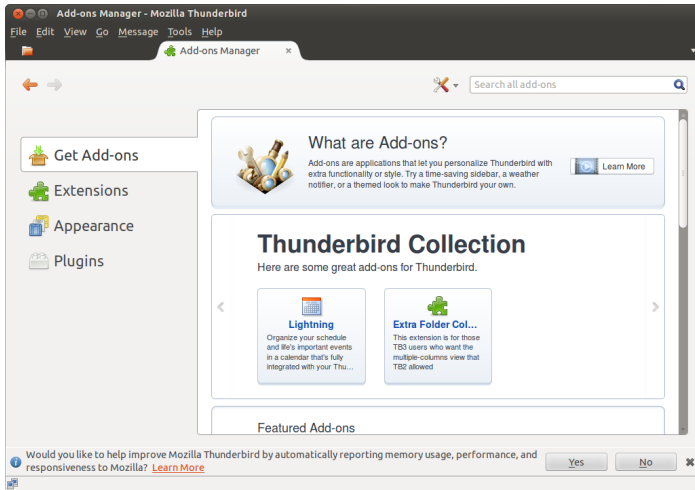 Add-ons Manager - Mozilla Thunderbird
File Edit View Go Message Tools Help
Add-ons Manager
Search all add-ons
Get Add-ons
Extensions
Appearance
Plugins
What are Add-ons?
Add-ons are applications that let you personalize Thunderbird with
extra functionality or style. Try a time-saving sidebar, a weather
notifier, or a themed look to make Thunderbird your own.
Learn More
Thunderbird Collection
Here are some great add-ons for Thunderbird.
Lightning
Organize your schedule
and life's important events
in a calendar that's fully
integrated with your Thu...
Extra Folder Col...
This extension is for those
TB3 users who want the
multiple-columns view that
TB2 allowed
Featured Add-ons
Would you like to help improve Mozilla Thunderbird by automatically reporting memory usage, performance, and
responsiveness to Mozilla? Learn More
Yes
No